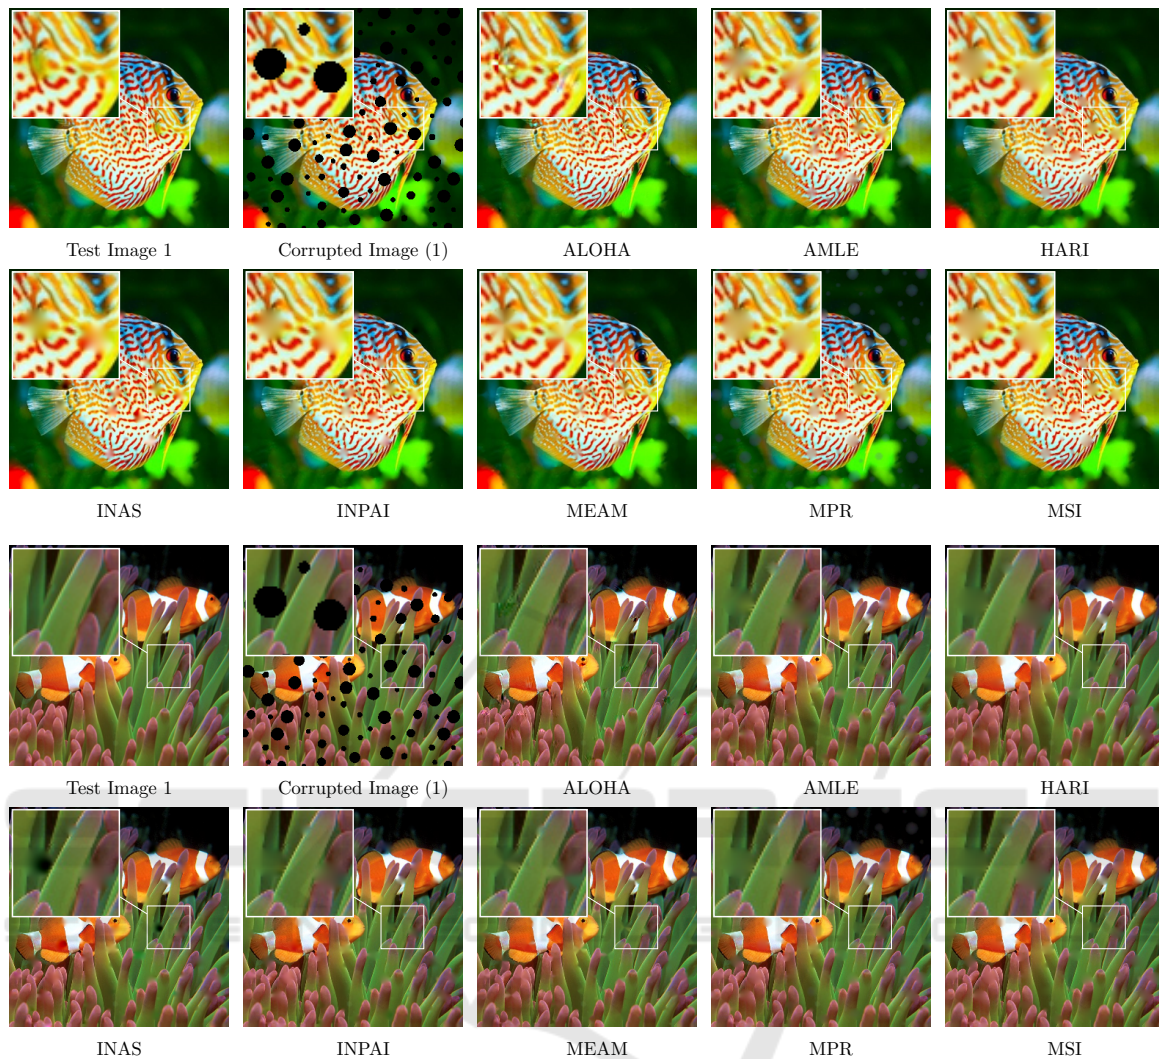 Test Image 1
Corrupted Image (1)
ALOHA
AMLE
HARI
INAS
INPAI
MEAM
MPR
MSI
Test Image 1
Corrupted Image (1)
ALOHA
AMLE
HARI
INAS
INPAI
MEAM
MPR
MSI